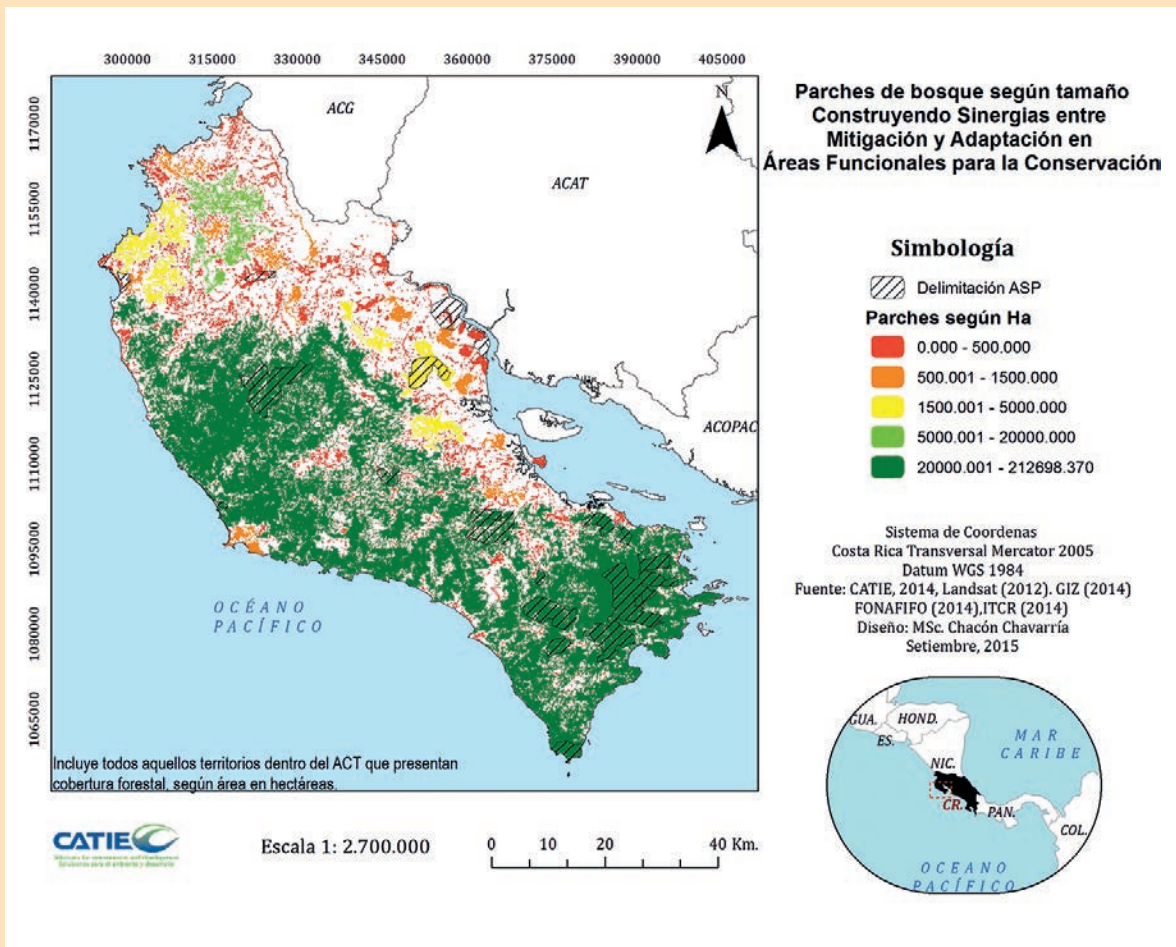 300000 315000 330000 345000 360000 375000 390000 405000
1170000
1155000
1140000
1125000
1110000
1095000
1080000
1065000
ACG
ACAT
ACOPAC
N
OCÉANO
PACÍFICO
Incluye todos aquellos territorios dentro del ACT que presentan
cobertura forestal, según área en hectáreas.
Parches de bosque según tamaño
Construyendo Sinergias entre
Mitigación y Adaptación en
Áreas Funcionales para la Conservación
Simbología
Delimitación ASP
Parches según Ha
0.000 - 500.000
500.001 - 1500.000
1500.001 - 5000.000
5000.001 - 20000.000
20000.001 - 212698.370
Sistema de Coordenas
Costa Rica Transversal Mercator 2005
Datum WGS 1984
Fuente: CATIE, 2014, Landsat (2012). GIZ (2014)
FONAFIFO (2014),ITCR (2014)
Diseño: MSc. Chacón Chavarría
Setiembre, 2015
GUA.
HOND.
ES.
NIC.
MAR
CARIBE
CR.
PAN.
COL.
OCEANO
PACÍFICO
CATIE
Soluciones para el ambiente y desarrollo
Escala 1: 2.700.000
0 10 20 40 Km.